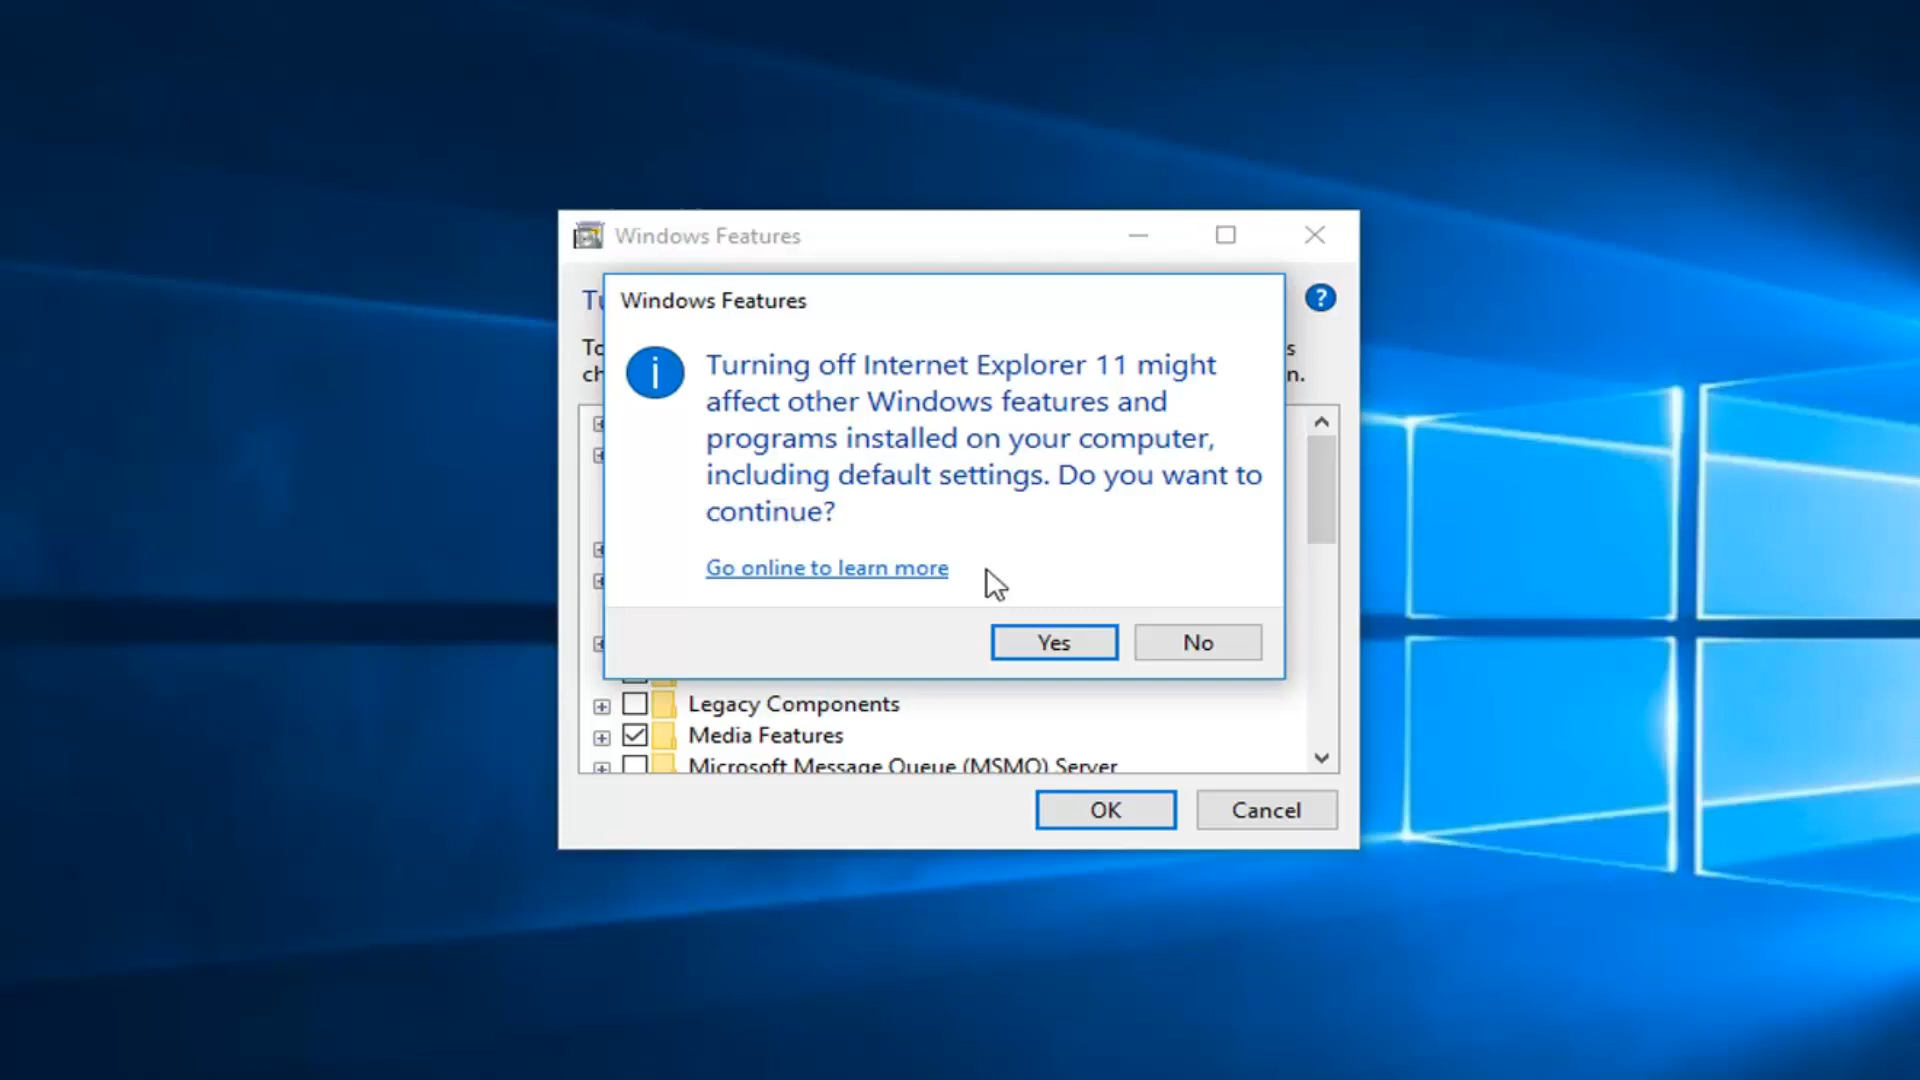 Windows Features
Tu
Windows Features
?
i
Turning off Internet Explorer 11 might
affect other Windows features and
programs installed on your computer,
including default settings. Do you want to
continue?
Go online to learn more
Yes
No
Legacy Components
Media Features
Microsoft Message Queue (MSMQ) Server
OK
Cancel